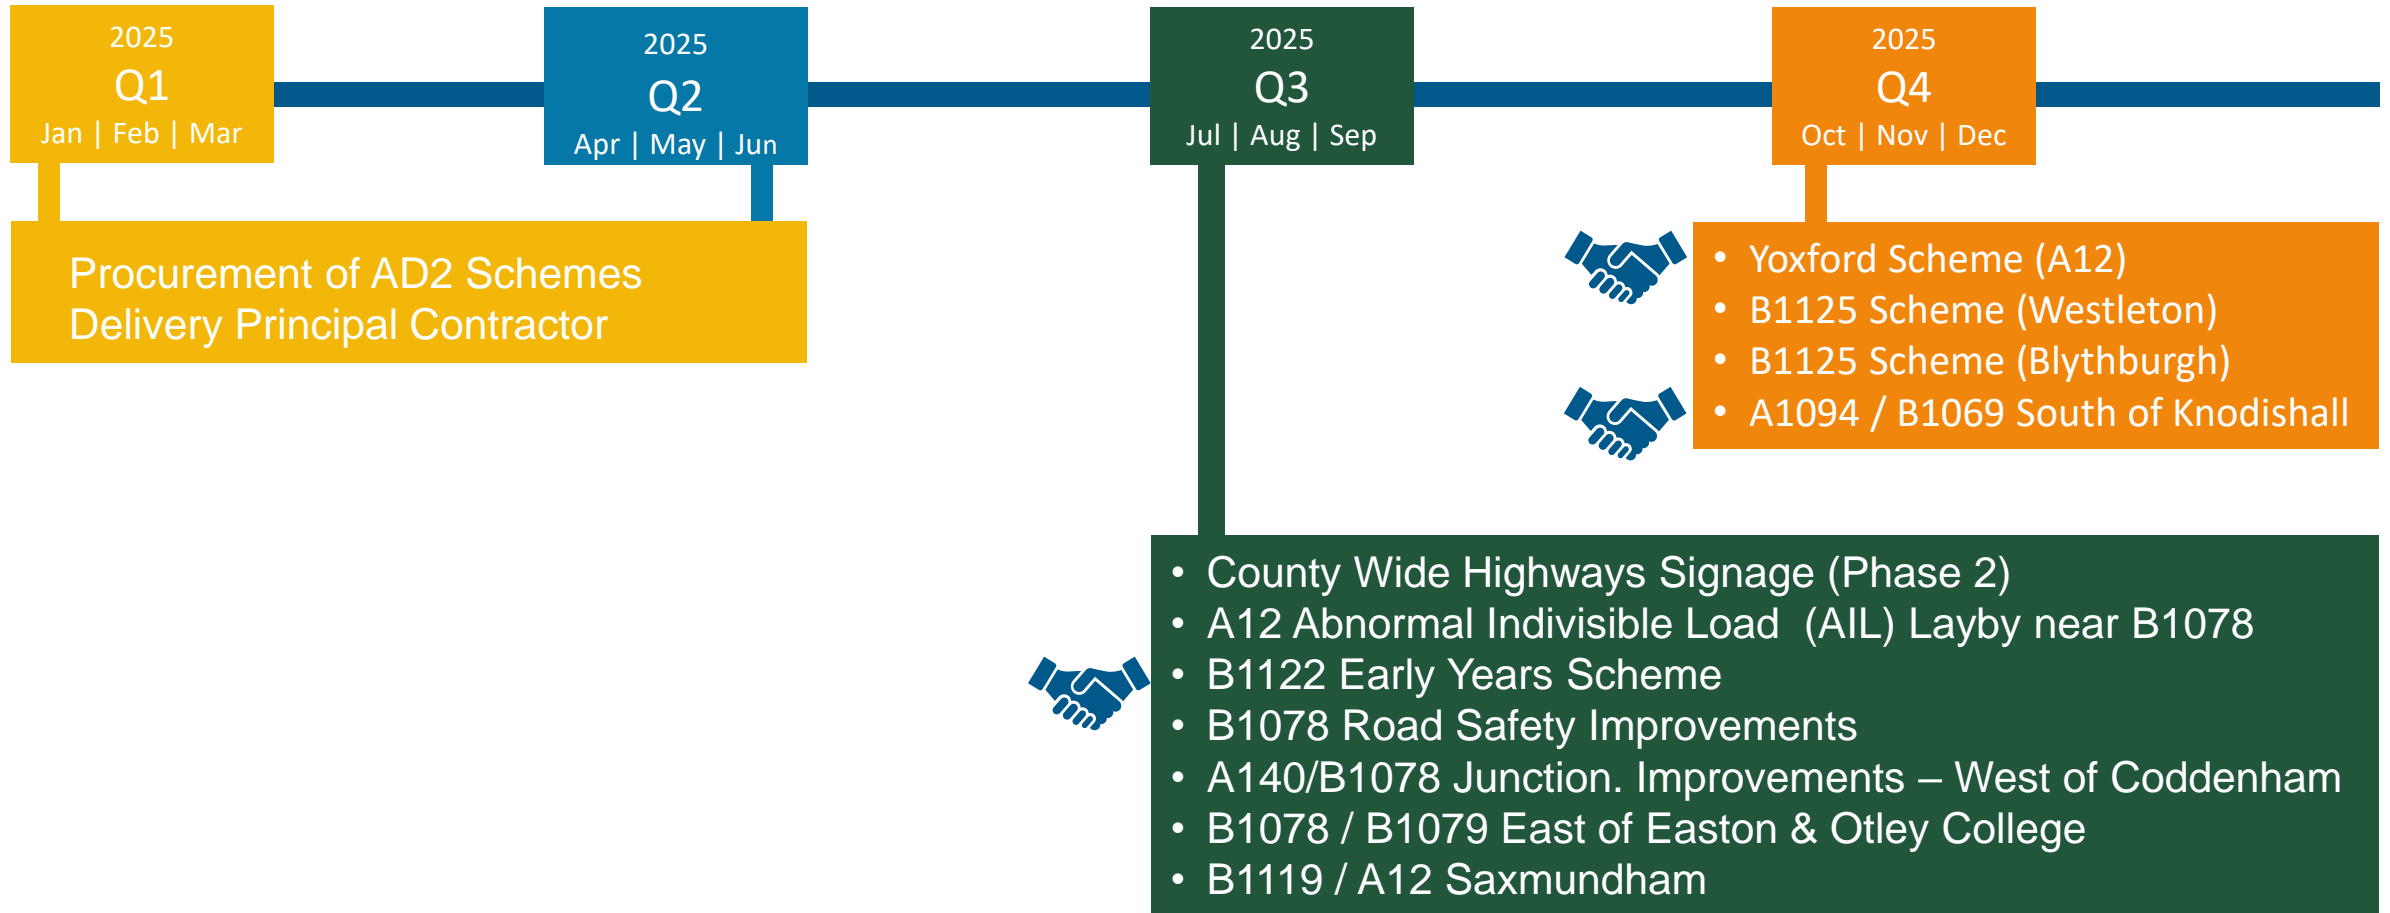 2025
Q1
Jan | Feb | Mar
2025
Q2
Apr | May | Jun
2025
Q3
Jul | Aug | Sep
2025
Q4
Oct | Nov | Dec
Procurement of AD2 Schemes
Delivery Principal Contractor
• Yoxford Scheme (A12)
• B1125 Scheme (Westleton)
• B1125 Scheme (Blythburgh)
• A1094 / B1069 South of Knodishall
• County Wide Highways Signage (Phase 2)
• A12 Abnormal Indivisible Load  (AIL) Layby near B1078
• B1122 Early Years Scheme
• B1078 Road Safety Improvements
• A140/B1078 Junction. Improvements – West of Coddenham
• B1078 / B1079 East of Easton & Otley College
• B1119 / A12 Saxmundham